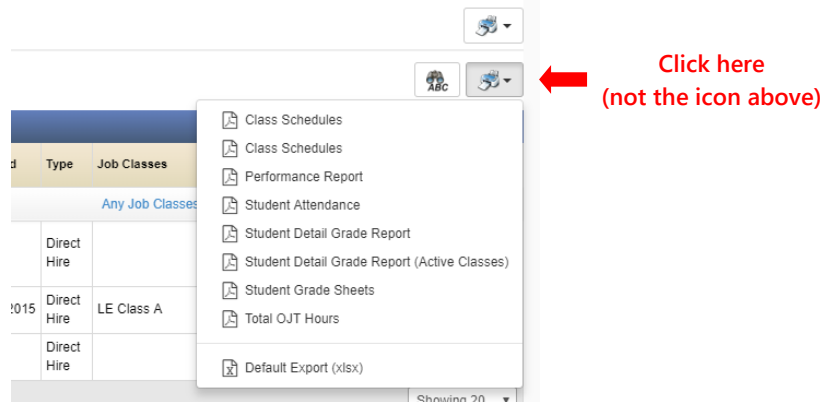 Click here
(not the icon above)
ABC
Class Schedules
Class Schedules
Performance Report
Student Attendance
Student Detail Grade Report
Student Detail Grade Report (Active Classes)
Student Grade Sheets
Total OJT Hours
Default Export (xlsx)
d Type Job Classes
Any Job Classes
Direct
Hire
2015 Direct
Hire LE Class A
Direct
Hire
Showing 20